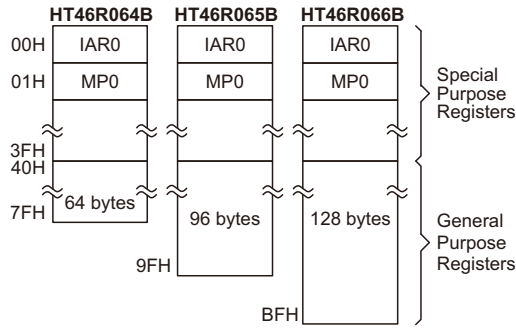 HT46R064B HT46R065B HT46R066B
00H IAR0 IAR0 IAR0
01H MP0 MP0 MP0
Special
Purpose
Registers
3FH
40H
7FH 64 bytes 96 bytes 128 bytes
General
Purpose
Registers
9FH
BFH